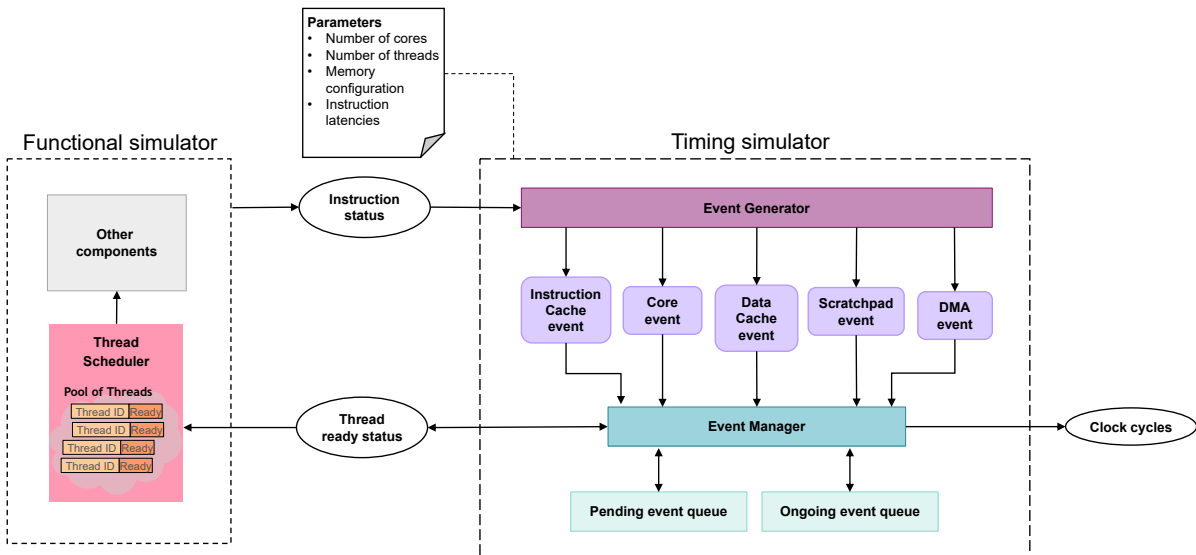 Parameters
• Number of cores
• Number of threads
• Memory
configuration
• Instruction
latencies
Functional simulator
Timing simulator
Other
components
Instruction
status
Event Generator
Instruction
Cache
event
Core
event
Data
Cache
event
Scratchpad
event
DMA
event
Thread
Scheduler
Pool of Threads
Thread ID Ready
Thread ID Ready
Thread ID Ready
Thread ID Ready
Thread
ready status
Event Manager
Clock cycles
Pending event queue
Ongoing event queue